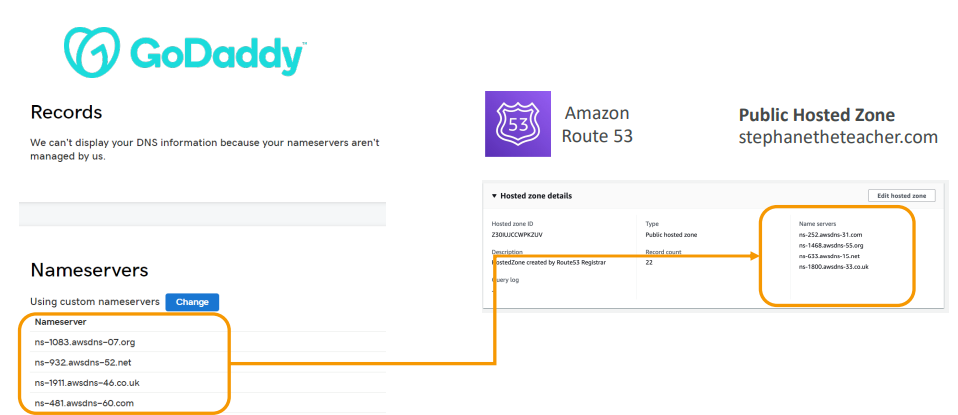 GoDaddy
Records
We can't display your DNS information because your nameservers aren't
managed by us.
Nameservers
Using custom nameservers Change
Nameserver
ns-1083.awsdns-07.org
ns-932.awsdns-52.net
ns-1911.awsdns-46.co.uk
ns-481.awsdns-60.com
53
Amazon
Route 53
Public Hosted Zone
stephanetheteacher.com
▼ Hosted zone details
Edit hosted zone
Hosted zone ID
Z30IUJCCWPKZUV
Type
Public hosted zone
Name servers
ns-252.awsdns-31.com
ns-1468.awsdns-55.org
ns-633.awsdns-15.net
ns-1800.awsdns-33.co.uk
Description
HostedZone created by Route53 Registrar
Record count
22
Query log
-